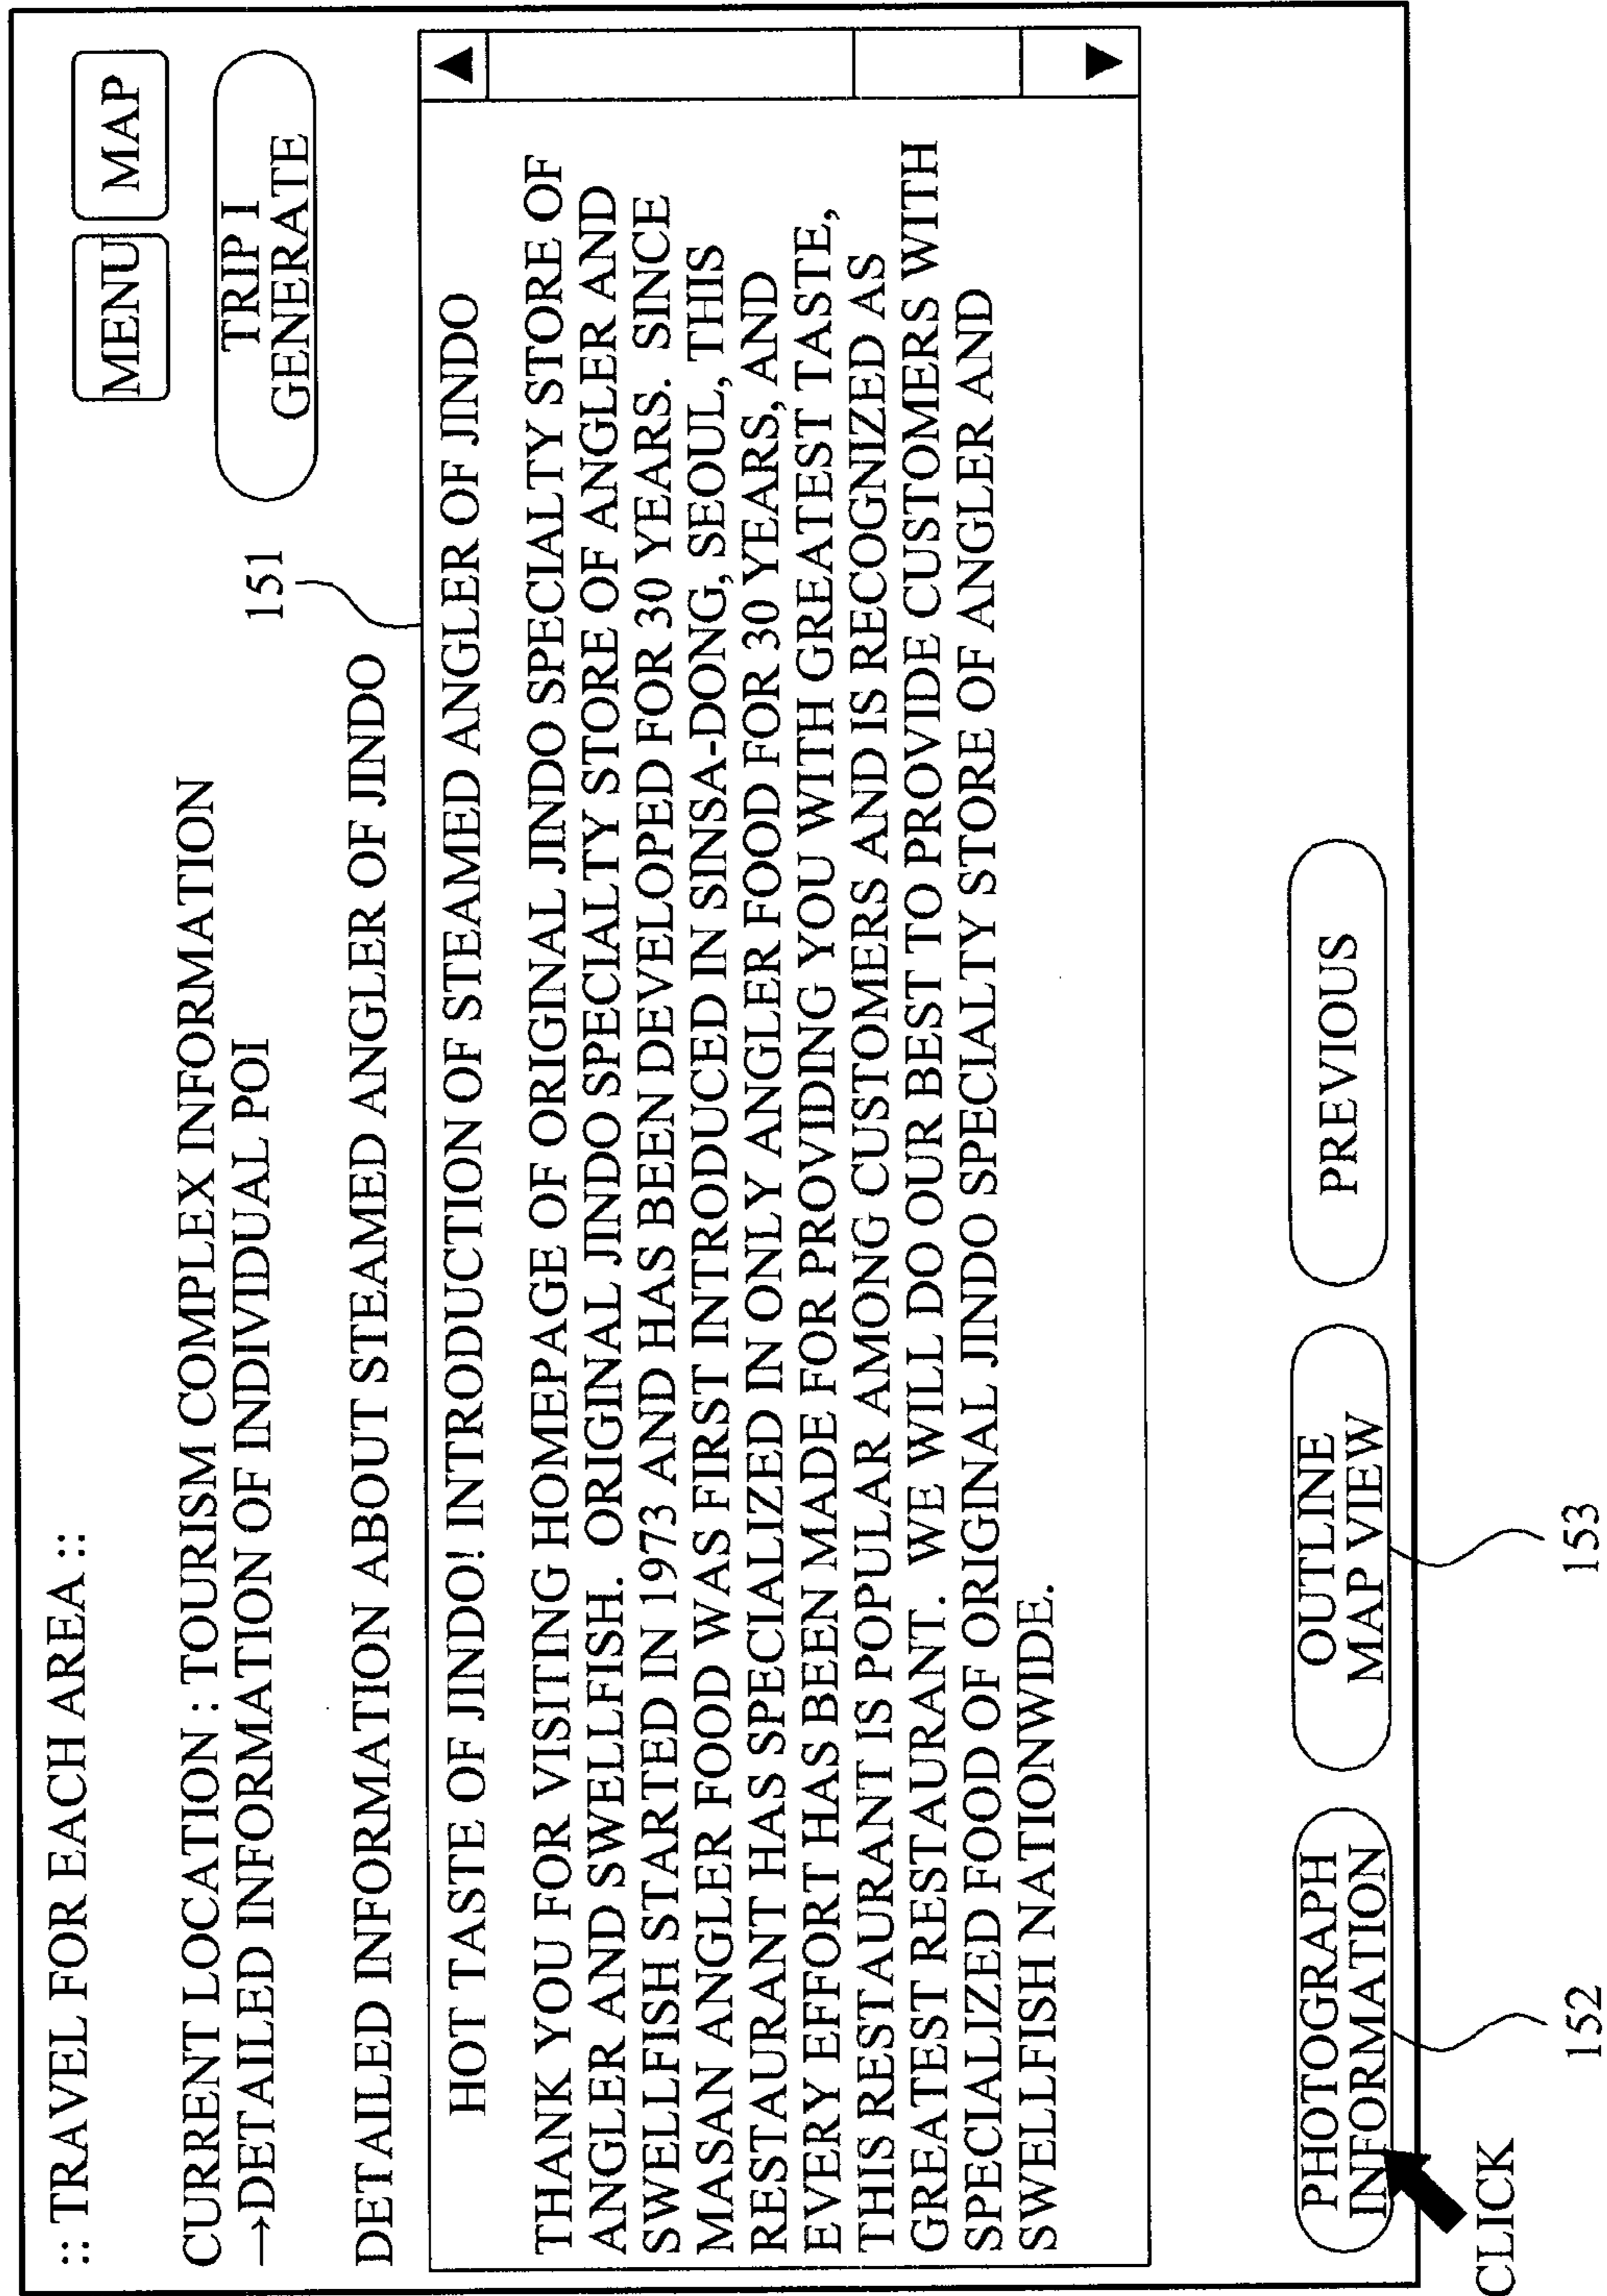 :: TRAVEL FOR EACH AREA ::
MENU
MAP
CURRENT LOCATION : TOURISM COMPLEX INFORMATION
→DETAILED INFORMATION OF INDIVIDUAL POI
TRIP I
GENERATE
DETAILED INFORMATION ABOUT STEAMED ANGLER OF JINDO
151
HOT TASTE OF JINDO! INTRODUCTION OF STEAMED ANGLER OF JINDO
THANK YOU FOR VISITING HOMEPAGE OF ORIGINAL JINDO SPECIALTY STORE OF
ANGLER AND SWELLFISH. ORIGINAL JINDO SPECIALTY STORE OF ANGLER AND
SWELLFISH STARTED IN 1973 AND HAS BEEN DEVELOPED FOR 30 YEARS. SINCE
MASAN ANGLER FOOD WAS FIRST INTRODUCED IN SINSA-DONG, SEOUL, THIS
RESTAURANT HAS SPECIALIZED IN ONLY ANGLER FOOD FOR 30 YEARS, AND
EVERY EFFORT HAS BEEN MADE FOR PROVIDING YOU WITH GREATEST TASTE,
THIS RESTAURANT IS POPULAR AMONG CUSTOMERS AND IS RECOGNIZED AS
GREATEST RESTAURANT. WE WILL DO OUR BEST TO PROVIDE CUSTOMERS WITH
SPECIALIZED FOOD OF ORIGINAL JINDO SPECIALTY STORE OF ANGLER AND
SWELLFISH NATIONWIDE.
PHOTOGRAPH
INFORMATION
OUTLINE
MAP VIEW
PREVIOUS
CLICK
152
153